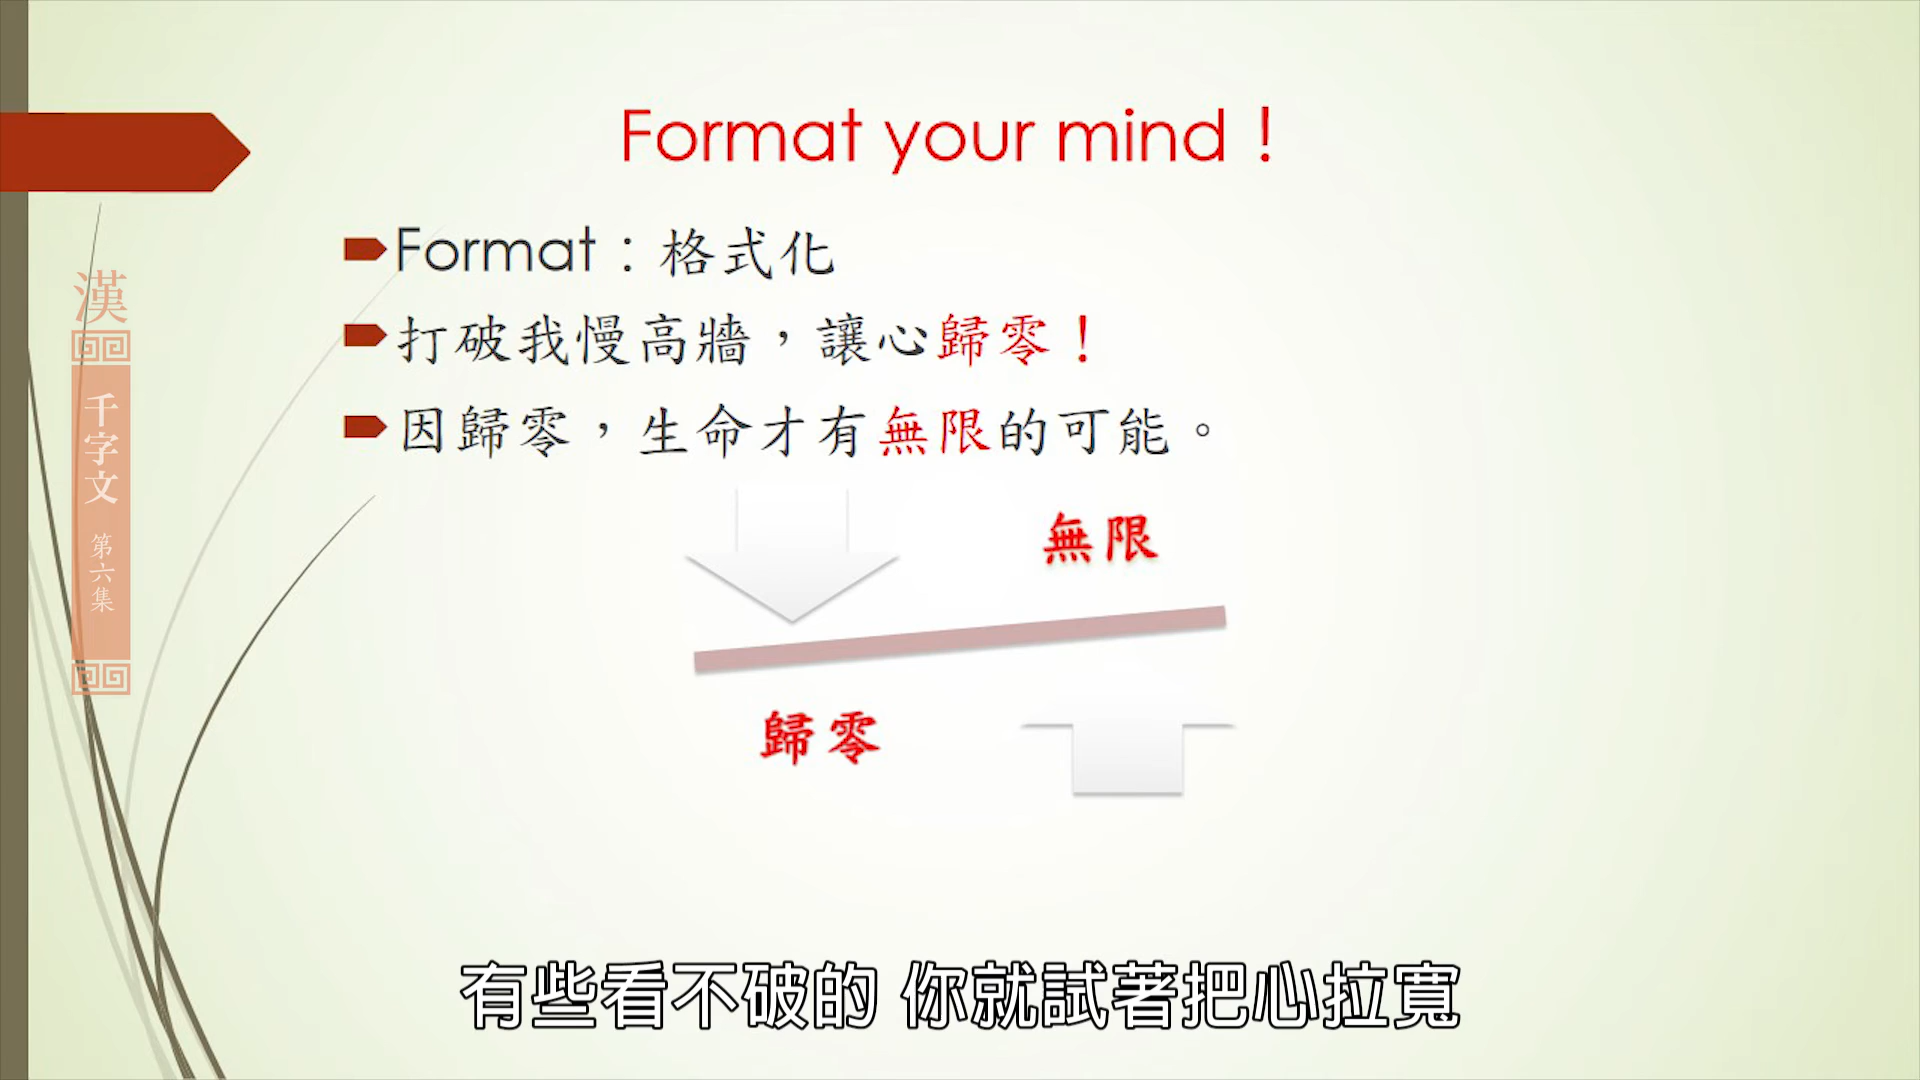 Format your mind！
Format：格式化
打破我慢高牆，讓心歸零！
因歸零，生命才有無限的可能。
無限
歸零
漢
千字文 第六集
有些看不破的 你就試著把心拉寬